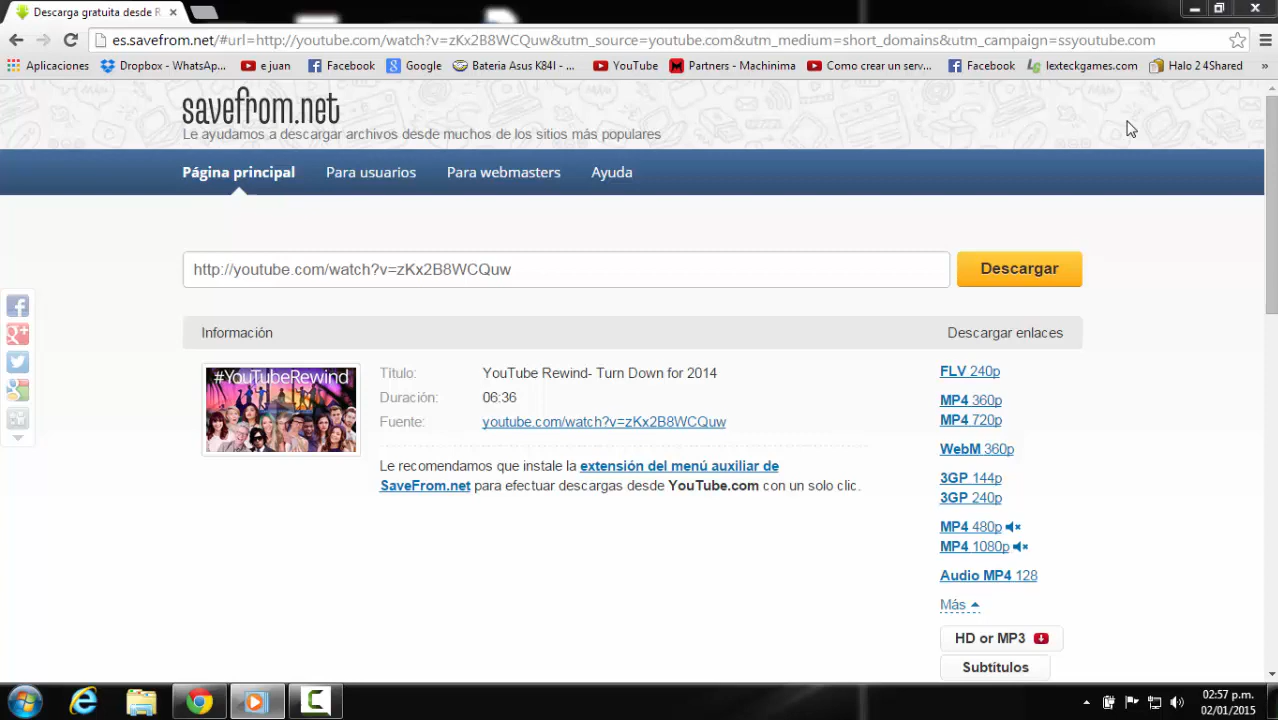 Descarga gratuita desde R
es.savefrom.net/#url=http://youtube.com/watch?v=zKx2B8WCQuw&utm_source=youtube.com&utm_medium=short_domains&utm_campaign=ssyoutube.com
Aplicaciones Dropbox - WhatsAp... e juan Facebook Google Bateria Asus K84l - ... YouTube Partners - Machinima Como crear un serv... Facebook lexteckgames.com Halo 2 4Shared »
savefrom.net
Le ayudamos a descargar archivos desde muchos de los sitios más populares
Página principal Para usuarios Para webmasters Ayuda
http://youtube.com/watch?v=zKx2B8WCQuw Descargar
Información Descargar enlaces
#YouTubeRewind
Título: YouTube Rewind- Turn Down for 2014
Duración: 06:36
Fuente: youtube.com/watch?v=zKx2B8WCQuw
Le recomendamos que instale la extensión del menú auxiliar de
SaveFrom.net para efectuar descargas desde YouTube.com con un solo clic.
FLV 240p
MP4 360p
MP4 720p
WebM 360p
3GP 144p
3GP 240p
MP4 480p
MP4 1080p
Audio MP4 128
Más
HD or MP3
Subtítulos
02:57 p.m.
02/01/2015